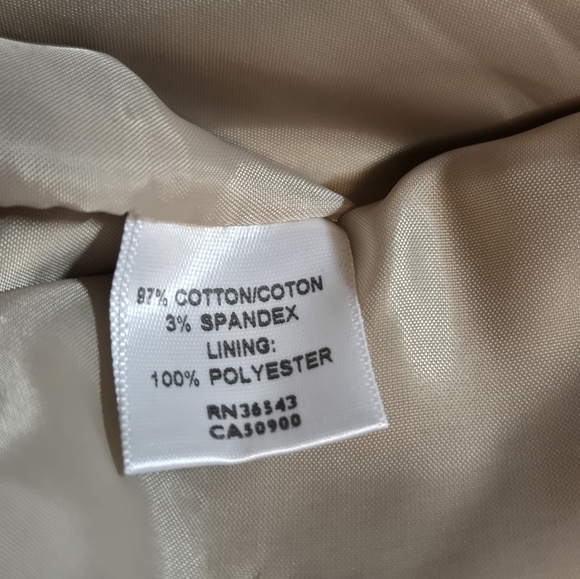 97% COTTON/COTON
3% SPANDEX
LINING:
100% POLYESTER
RN36543
CA50900